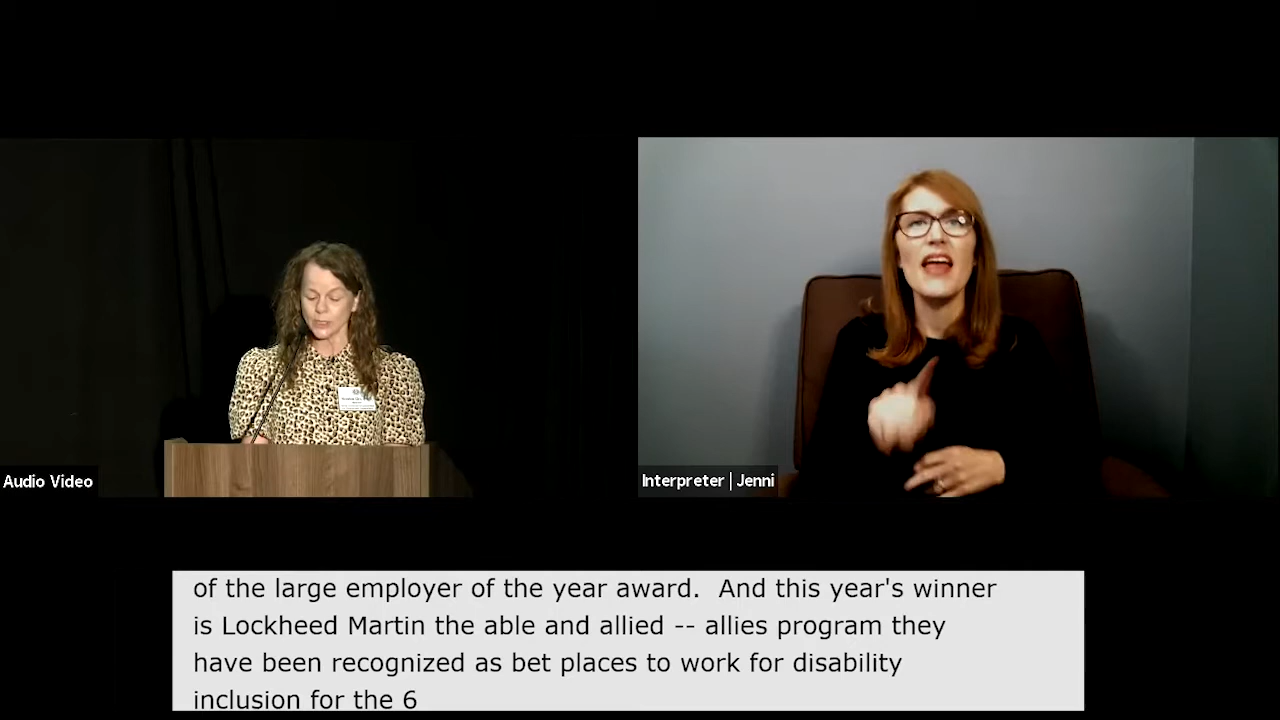 Audio Video
Interpreter | Jenni
of the large employer of the year award.  And this year's winner
is Lockheed Martin the able and allied -- allies program they
have been recognized as bet places to work for disability
inclusion for the 6